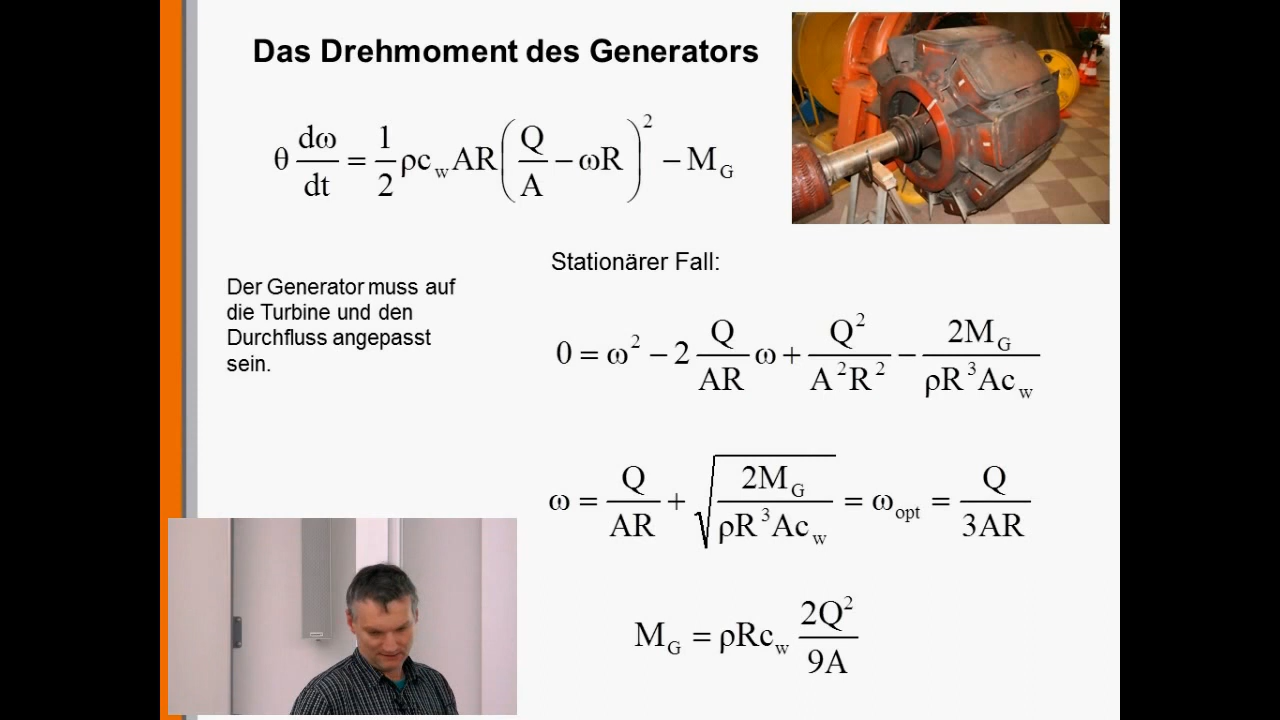 Das Drehmoment des Generators
θ dω/dt = 1/2 ρc_w AR(Q/A − ωR)² − M_G
Der Generator muss auf
die Turbine und den
Durchfluss angepasst
sein.
Stationärer Fall:
0 = ω² − 2 Q/AR ω + Q²/A²R² − 2M_G/ρR³Ac_w
ω = Q/AR + √(2M_G/ρR³Ac_w) = ω_opt = Q/3AR
M_G = ρRc_w 2Q²/9A